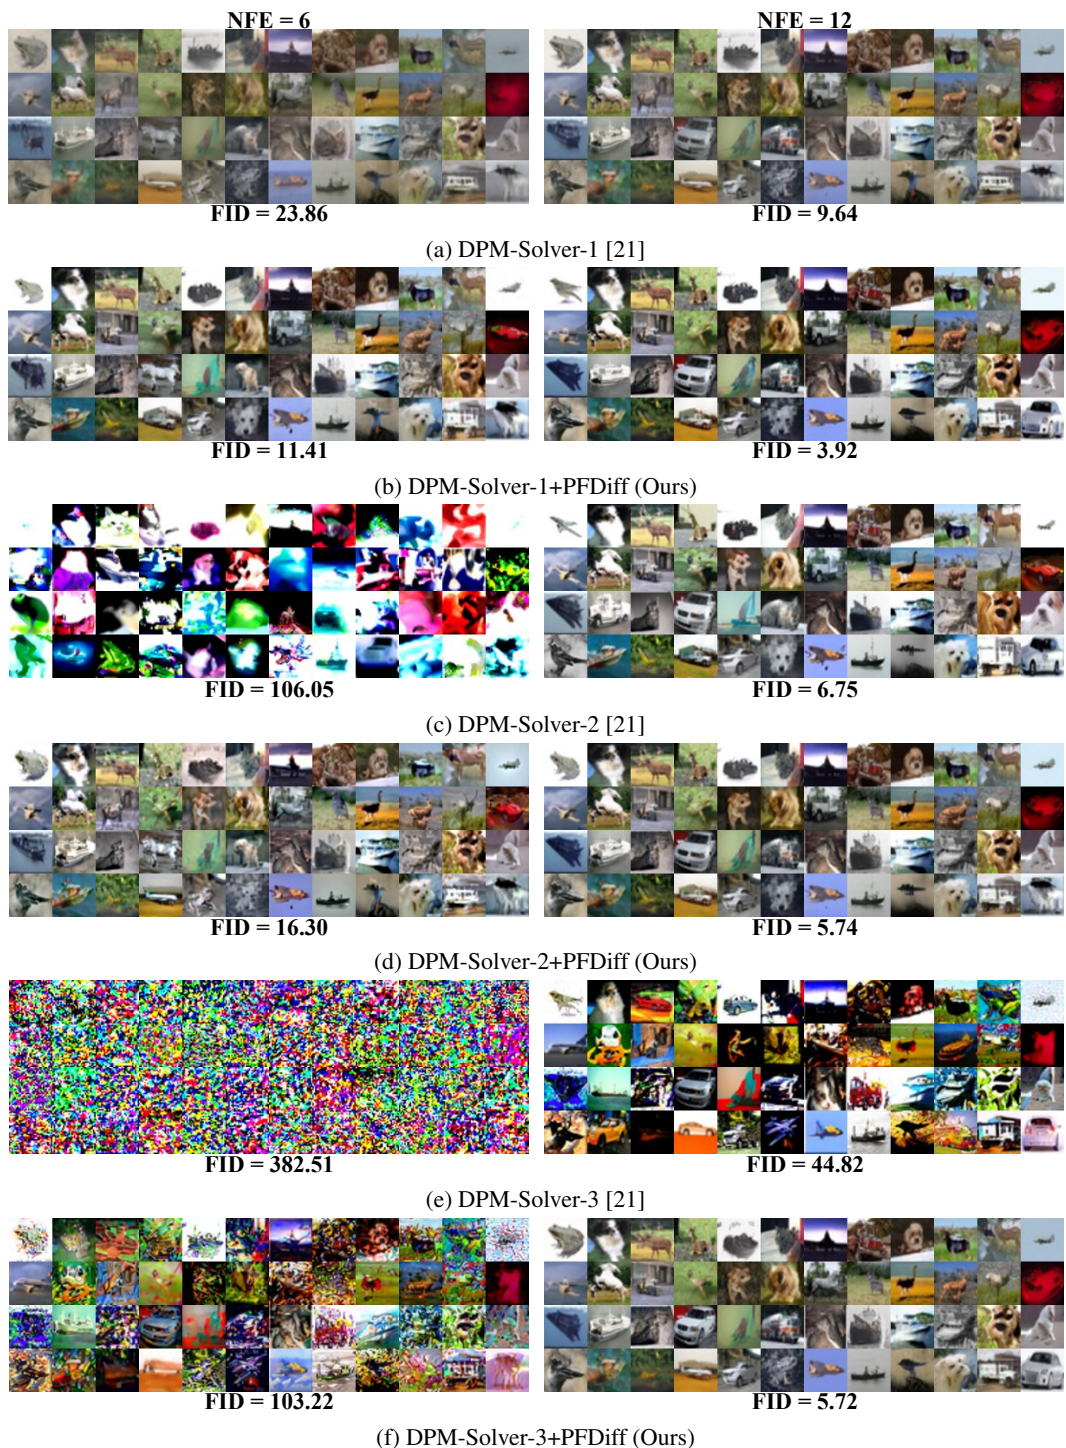 NFE = 6
NFE = 12
FID = 23.86
FID = 9.64
(a) DPM-Solver-1 [21]
FID = 11.41
FID = 3.92
(b) DPM-Solver-1+PFDiff (Ours)
FID = 106.05
FID = 6.75
(c) DPM-Solver-2 [21]
FID = 16.30
FID = 5.74
(d) DPM-Solver-2+PFDiff (Ours)
FID = 382.51
FID = 44.82
(e) DPM-Solver-3 [21]
FID = 103.22
FID = 5.72
(f) DPM-Solver-3+PFDiff (Ours)